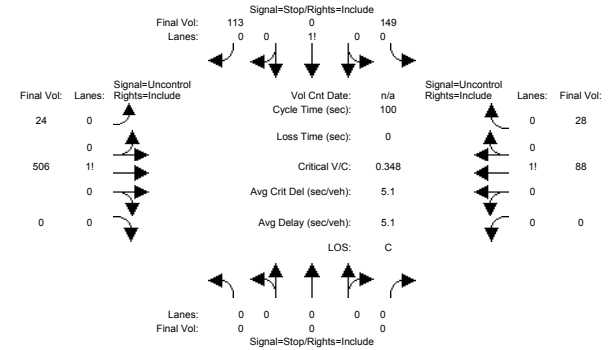 Signal=Stop/Rights=Include
Final Vol: 113 0 149
Lanes: 0 0 1! 0 0
Signal=Uncontrol Signal=Uncontrol
Final Vol: Lanes: Rights=Include Vol Cnt Date: n/a Rights=Include Lanes: Final Vol:
Cycle Time (sec): 100
24 0 0 28
Loss Time (sec): 0
0 0
506 1! Critical V/C: 0.348 1! 88
0 Avg Crit Del (sec/veh): 5.1 0
0 0 Avg Delay (sec/veh): 5.1 0 0
LOS: C
Lanes: 0 0 0 0 0
Final Vol: 0 0 0
Signal=Stop/Rights=Include